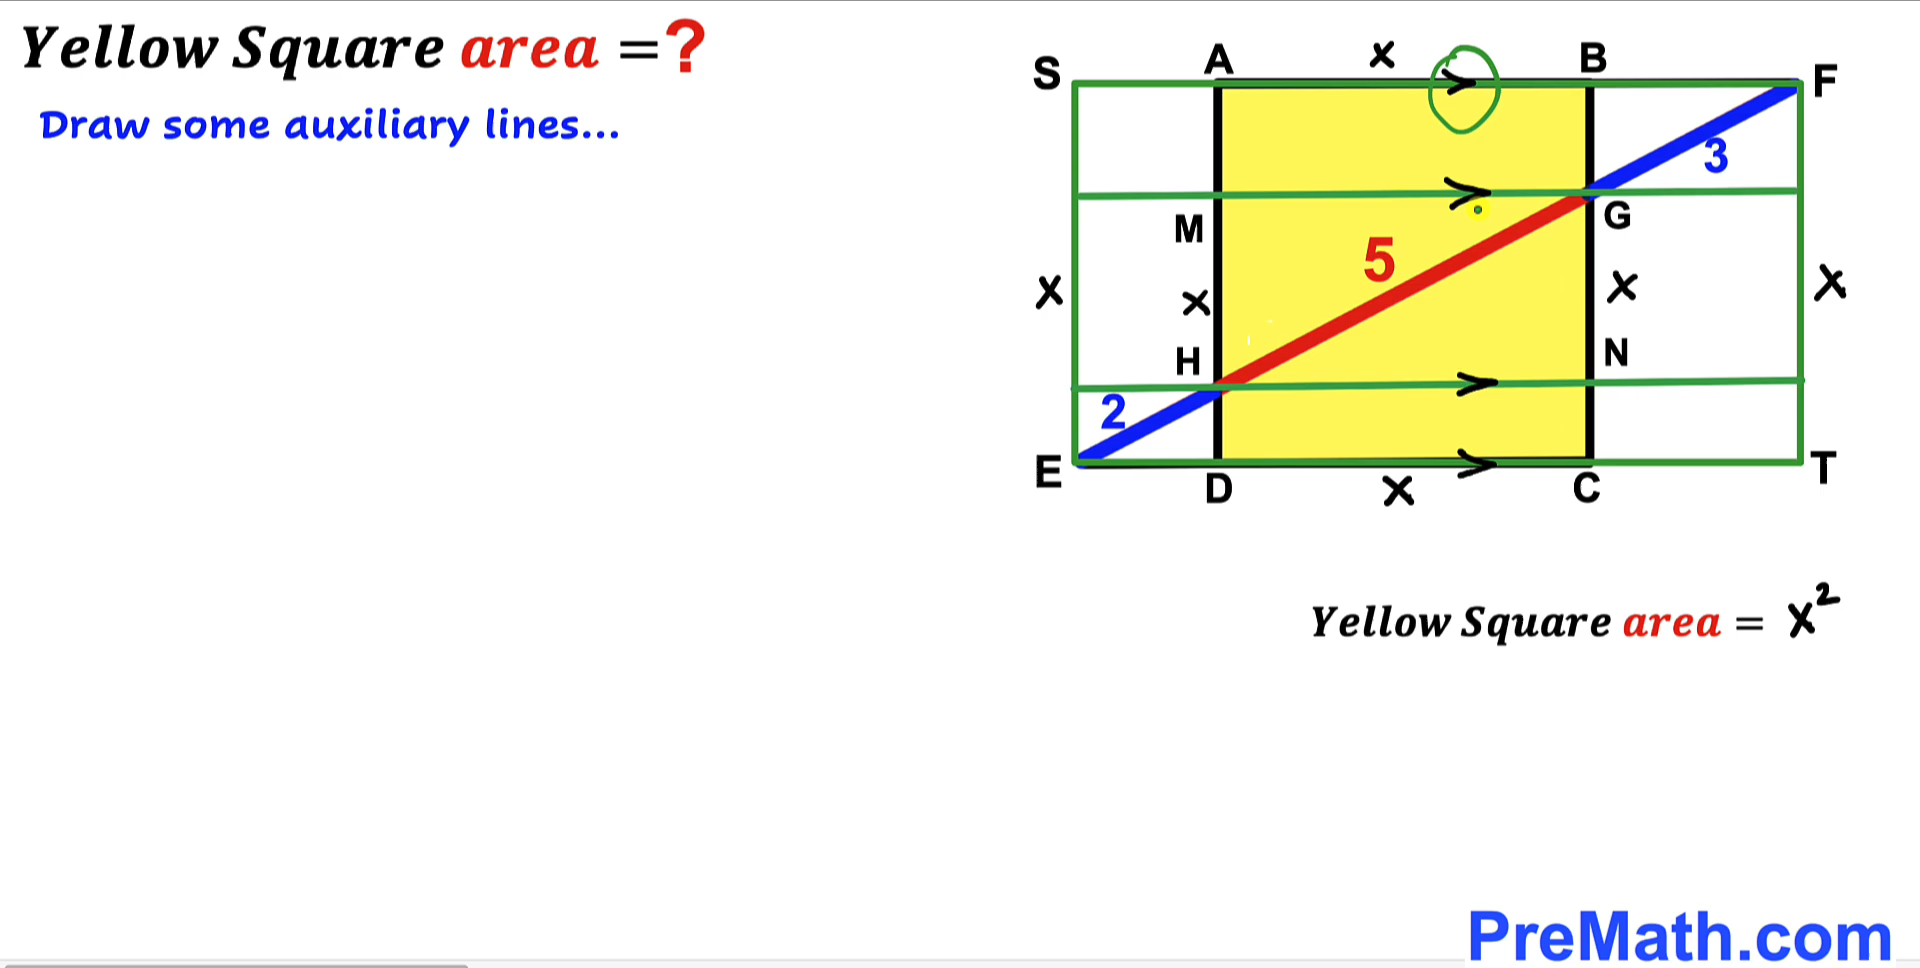 Yellow Square area =?
Draw some auxiliary lines...
S A x B F
3
M G
5
x x x x
H N
2
E D x C T
Yellow Square area = x²
PreMath.com